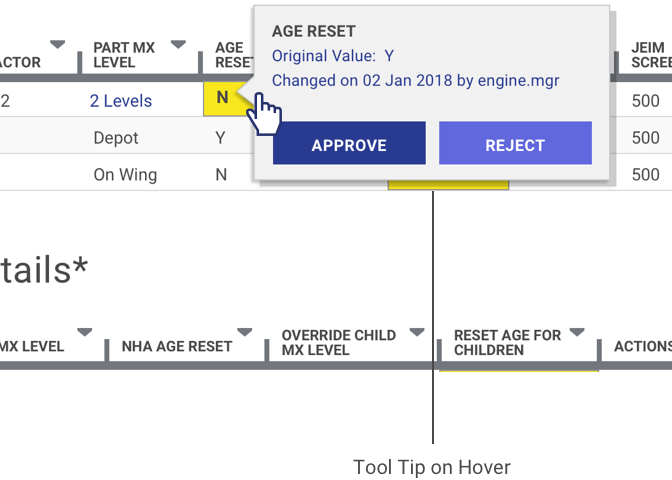 AGE RESET
Original Value: Y
Changed on 02 Jan 2018 by engine.mgr
APPROVE
REJECT
ACTOR
PART MX
LEVEL
AGE
RESET
JEIM
SCREE
2
2 Levels
N
500
Depot
Y
500
On Wing
N
500
tails*
MX LEVEL
NHA AGE RESET
OVERRIDE CHILD
MX LEVEL
RESET AGE FOR
CHILDREN
ACTIONS
Tool Tip on Hover